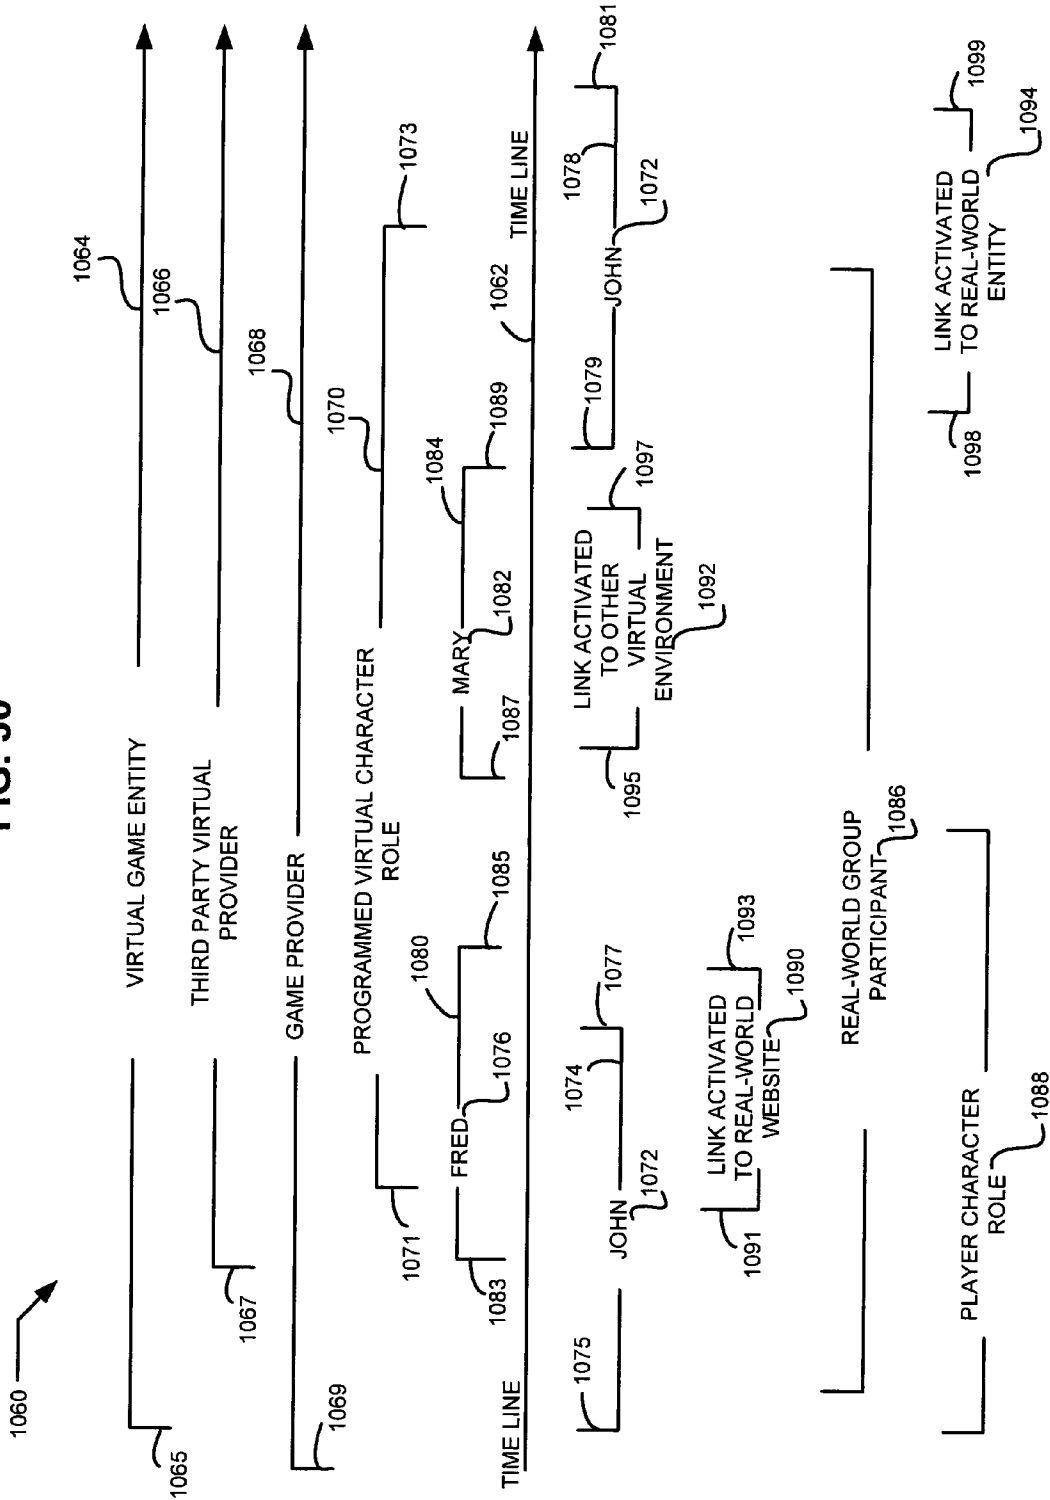 1060
VIRTUAL GAME ENTITY
1064
1065
THIRD PARTY VIRTUAL
PROVIDER
1066
1067
GAME PROVIDER
1068
1069
PROGRAMMED VIRTUAL CHARACTER
ROLE
1070
1071
1073
FRED
1076
1080
1083
1085
MARY
1082
1084
1087
1089
TIME LINE
1062
TIME LINE
1075
JOHN
1072
1074
1077
LINK ACTIVATED
TO OTHER
VIRTUAL
ENVIRONMENT
1092
1095
1097
1079
JOHN
1072
1078
1081
1091
LINK ACTIVATED
TO REAL-WORLD
WEBSITE
1090
1093
REAL-WORLD GROUP
PARTICIPANT
1086
PLAYER CHARACTER
ROLE
1088
1098
LINK ACTIVATED
TO REAL-WORLD
ENTITY
1094
1099